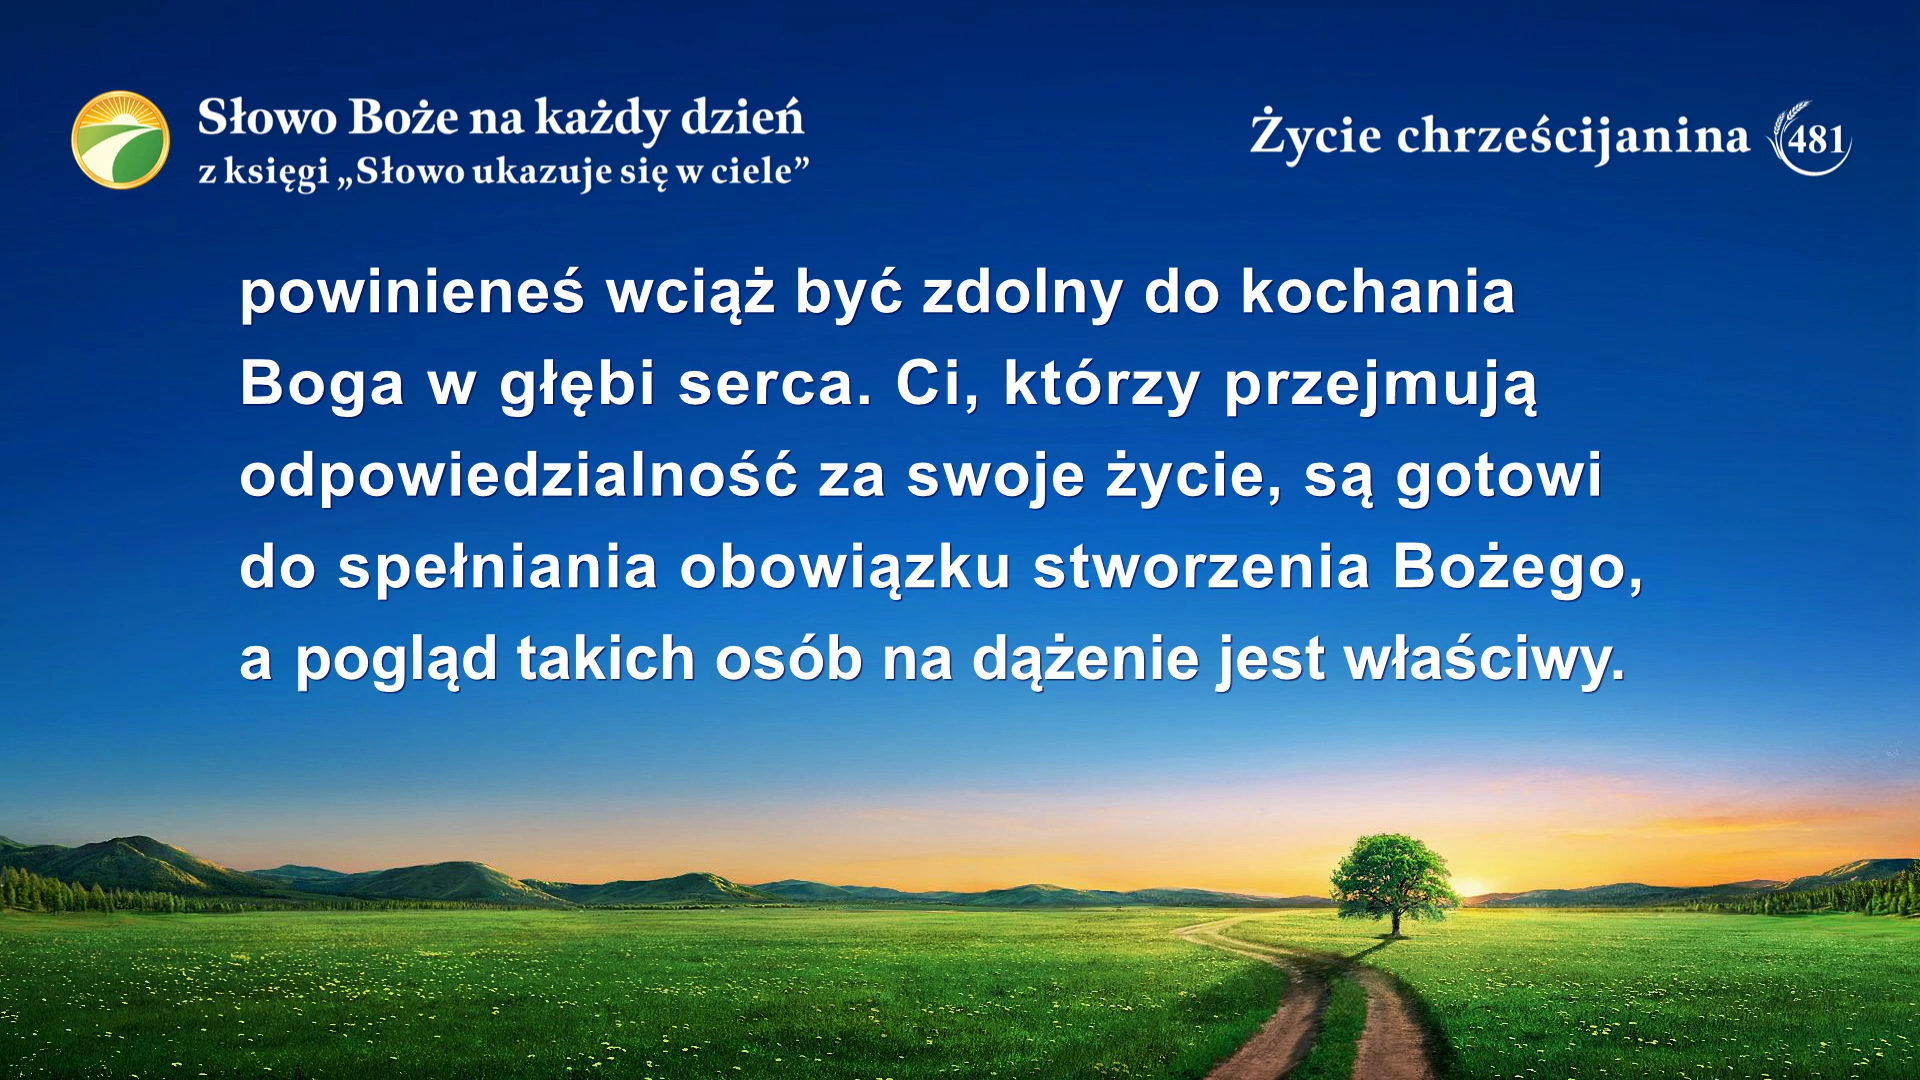 Słowo Boże na każdy dzień
z księgi „Słowo ukazuje się w ciele”
Życie chrześcijanina 481
powinieneś wciąż być zdolny do kochania
Boga w głębi serca. Ci, którzy przejmują
odpowiedzialność za swoje życie, są gotowi
do spełniania obowiązku stworzenia Bożego,
a pogląd takich osób na dążenie jest właściwy.